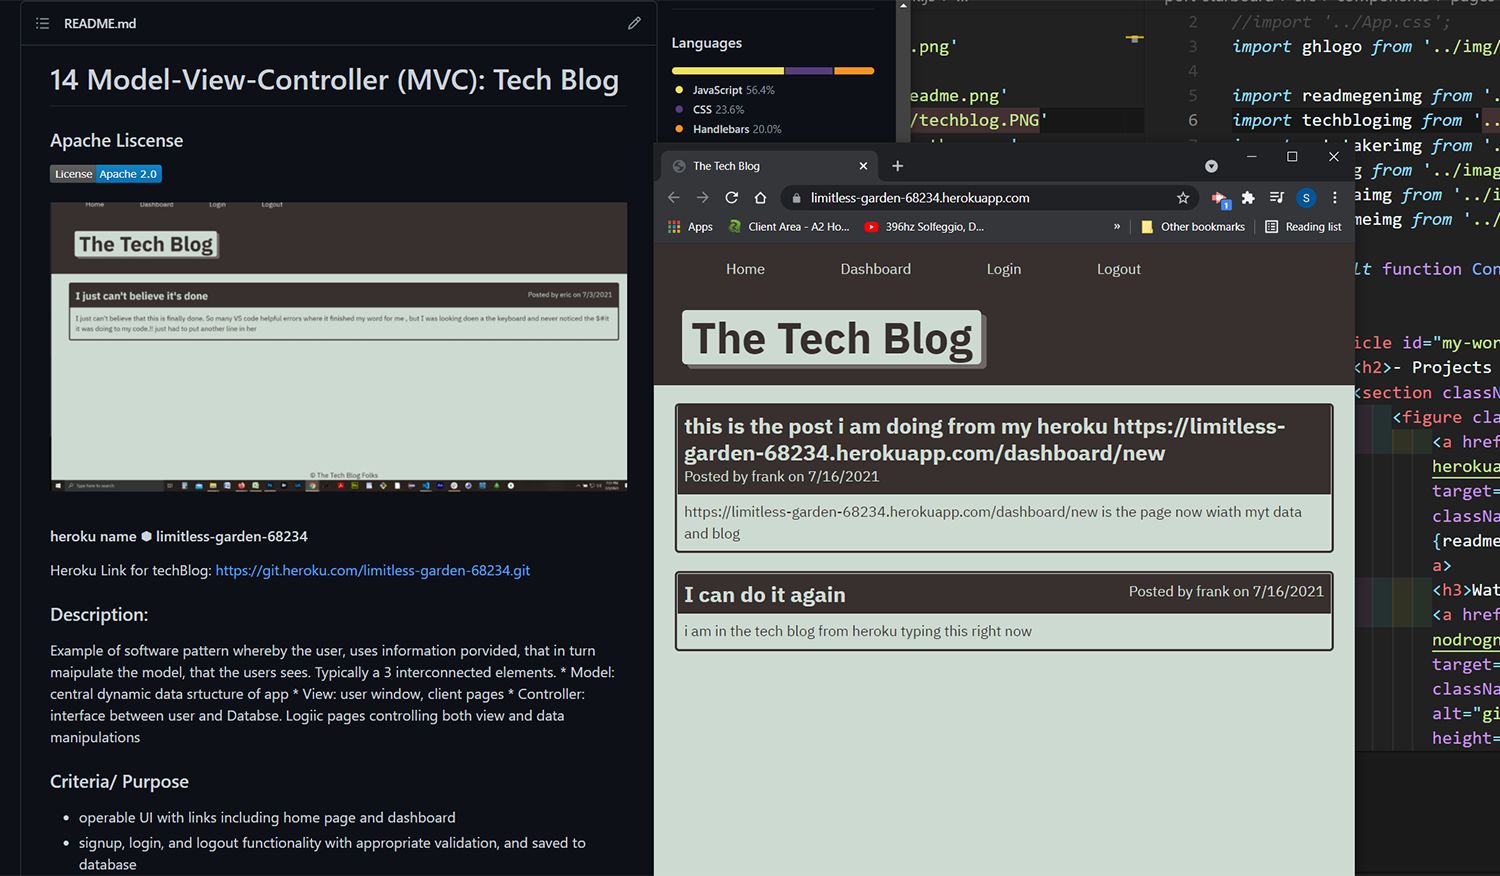 README.md
14 Model-View-Controller (MVC): Tech Blog
Apache Liscense
License Apache 2.0
Home Dashboard Login Logout
The Tech Blog
I just can't believe it's done
Posted by eric on 7/3/2021
I just can't believe that this is finally done. So many VS code helpful errors where it finished my word for me , but I was looking doen a the keyboard and never noticed the $#it
it was doing to my code.!! just had to put another line in her
© The Tech Blog Folks
Type here to search
heroku name ⬢ limitless-garden-68234
Heroku Link for techBlog: https://git.heroku.com/limitless-garden-68234.git
Description:
Example of software pattern whereby the user, uses information porvided, that in turn
maipulate the model, that the users sees. Typically a 3 interconnected elements. * Model:
central dynamic data srtucture of app * View: user window, client pages * Controller:
interface between user and Databse. Logiic pages controlling both view and data
manipulations
Criteria/ Purpose
• operable UI with links including home page and dashboard
• signup, login, and logout functionality with appropriate validation, and saved to
database
Languages
JavaScript 56.4%
CSS 23.6%
Handlebars 20.0%
.png'
eadme.png'
/techblog.PNG'
2 //import '../App.css';
3 import ghlogo from '../img/
4
5 import readmegenimg from '.
6 import techblogimg from '..
takerimg from '..
g from '../imag
aimg from '../i
meimg from '../
lt function Con
icle id="my-wor
<h2>- Projects
<section classN
<figure cla
<a href
herokua
target=
classNa
{readme
a>
<h3>Wat
<a href
nodrogn
target=
classNa
alt="gi
height=
The Tech Blog
limitless-garden-68234.herokuapp.com
S
1
Apps Client Area - A2 Ho... 396hz Solfeggio, D... » Other bookmarks Reading list
Home Dashboard Login Logout
The Tech Blog
this is the post i am doing from my heroku https://limitless-
garden-68234.herokuapp.com/dashboard/new
Posted by frank on 7/16/2021
https://limitless-garden-68234.herokuapp.com/dashboard/new is the page now wiath myt data
and blog
I can do it again
Posted by frank on 7/16/2021
i am in the tech blog from heroku typing this right now